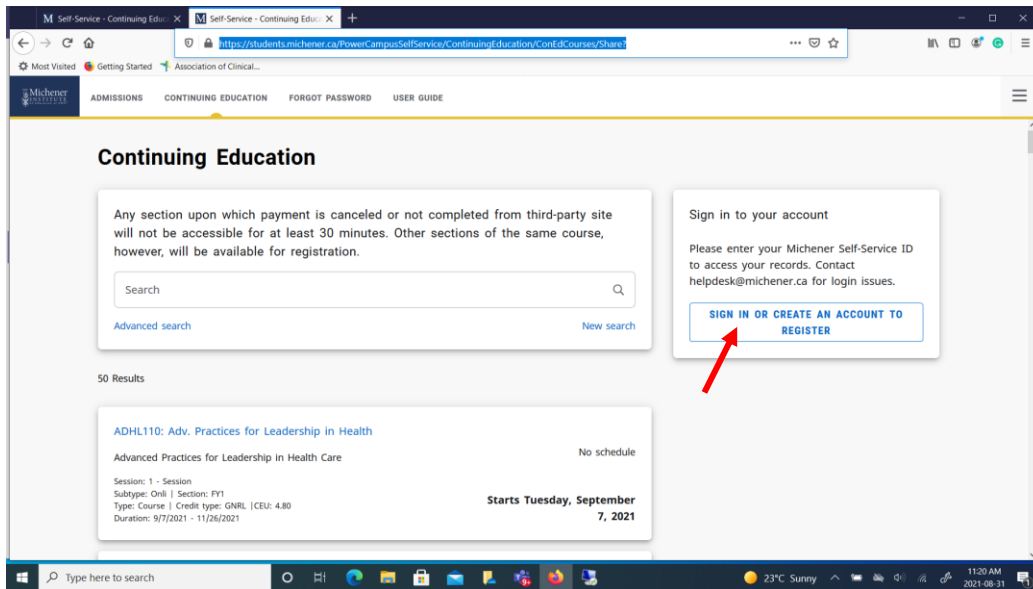 M Self-Service - Continuing Educ
M Self-Service - Continuing Educ
https://students.michener.ca/PowerCampusSelfService/ContinuingEducation/ConEdCourses/Share?
Most Visited Getting Started Association of Clinical...
Michener
INSTITUTE
ADMISSIONS CONTINUING EDUCATION FORGOT PASSWORD USER GUIDE
Continuing Education
Any section upon which payment is canceled or not completed from third-party site
will not be accessible for at least 30 minutes. Other sections of the same course,
however, will be available for registration.
Search
Advanced search New search
Sign in to your account
Please enter your Michener Self-Service ID
to access your records. Contact
helpdesk@michener.ca for login issues.
SIGN IN OR CREATE AN ACCOUNT TO
REGISTER
50 Results
ADHL110: Adv. Practices for Leadership in Health
Advanced Practices for Leadership in Health Care
No schedule
Session: 1 - Session
Subtype: Onli | Section: FY1
Type: Course | Credit type: GNRL |CEU: 4.80
Duration: 9/7/2021 - 11/26/2021
Starts Tuesday, September
7, 2021
Type here to search
23°C Sunny
11:20 AM
2021-08-31